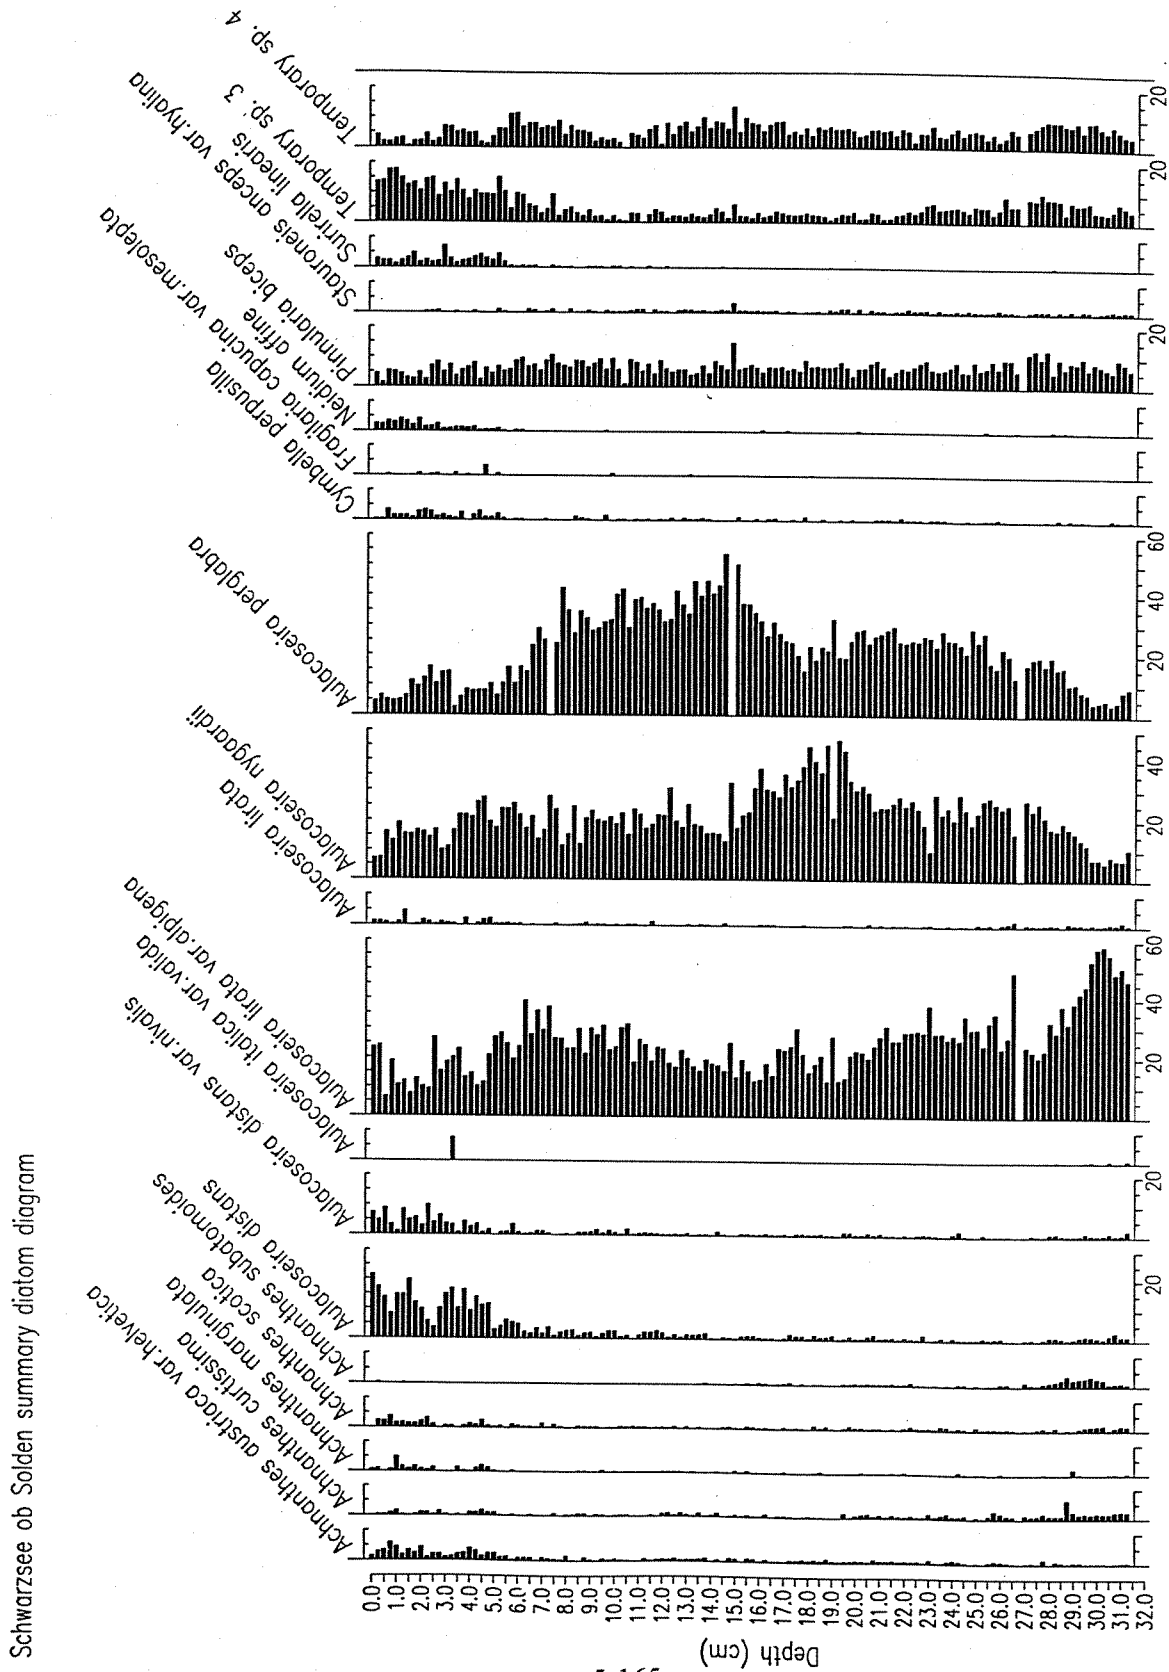 Schwarzsee ob Solden summary diatom diagram
Achnanthes austriaca var.helvetica
Achnanthes curtissima
Achnanthes marginulata
Achnanthes scotica
Achnanthes subatomoides
Aulacoseira distans
Aulacoseira distans var.nivalis
Aulacoseira italica var.valida
Aulacoseira lirata var.alpigena
Aulacoseira lirata
Aulacoseira nygaardii
Aulacoseira perglabra
Cymbella perpusilla
Fragilaria capucina var.mesolepta
Neidium affine
Pinnularia biceps
Stauroneis anceps var.hyalina
Surirella linearis
Temporary sp. 3
Temporary sp. 4
0.0
1.0
2.0
3.0
4.0
5.0
6.0
7.0
8.0
9.0
10.0
11.0
12.0
13.0
14.0
15.0
16.0
17.0
18.0
19.0
20.0
21.0
22.0
23.0
24.0
25.0
26.0
27.0
28.0
29.0
30.0
31.0
32.0
Depth (cm)
20
20
20 40 60
20 40
20 40 60
20
20
20